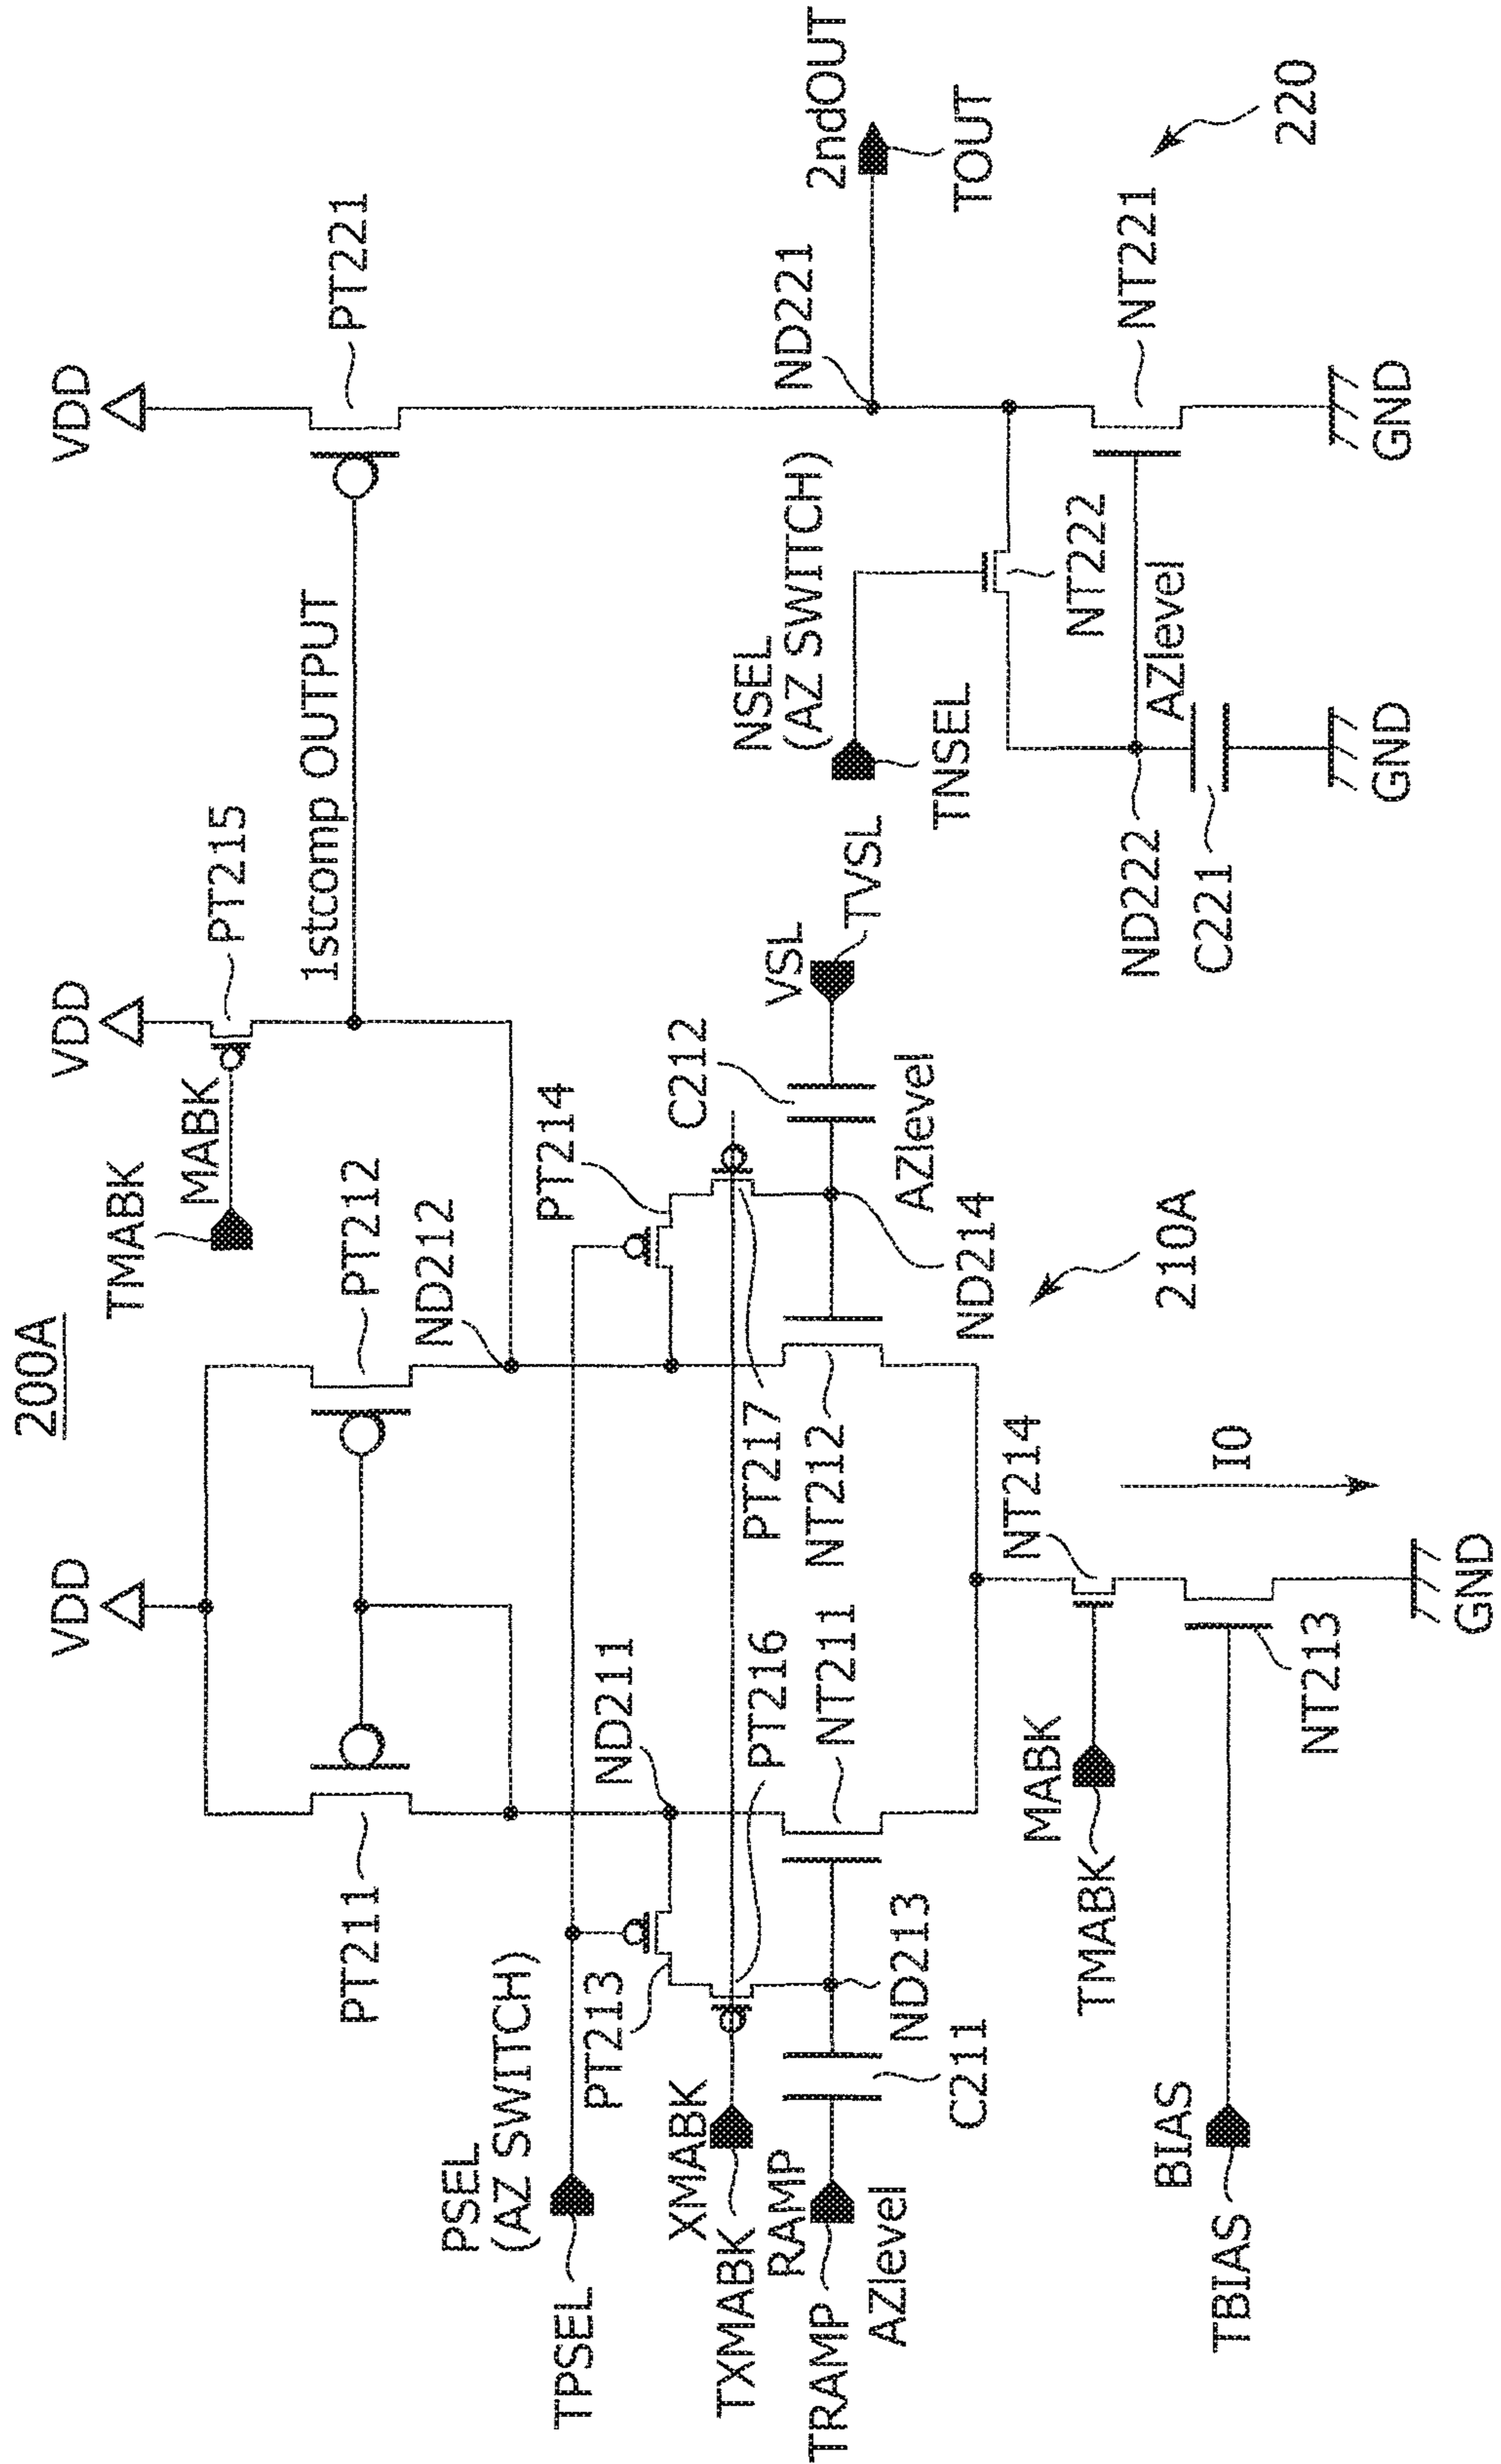 200A
VDD
VDD
VDD
TMABK
MABK
PT215
PT211
PT212
1stcomp OUTPUT
PT221
ND212
PSEL
(AZ SWITCH)
TPSEL
ND211
PT213
PT214
C212
VSL
TVSL
NSEL
(AZ SWITCH)
TNSEL
ND221
2ndOUT
TOUT
XMABK
TXMABK
RAMP
TRAMP
AZlevel
PT216
PT217
NT211
NT212
AZlevel
ND213
C211
ND214
NT222
AZlevel
NT221
ND222
C221
MABK
TMABK
NT214
210A
220
BIAS
TBIAS
NT213
I0
GND
GND
GND